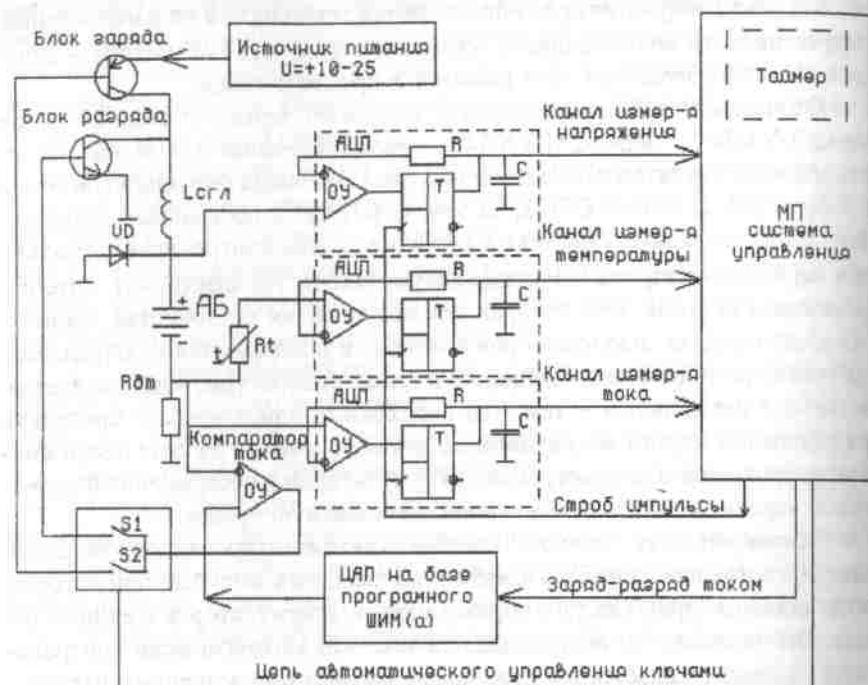 Блок заряда
Источник питания
U=+10-25
Таймер
Блок разряда
Канал измер-я
напряжения
АЦП
R
C
ОУ
T
Lсгл
VD
МП
система
управления
Канал измер-я
температуры
АЦП
R
C
ОУ
T
+
АБ
Rt
t
Канал измер-я
тока
АЦП
R
C
ОУ
T
Rдт
Компаратор
тока
ОУ
Строб импульсы
S1
S2
ЦАП на базе
програмного
ШИМ(α)
Заряд-разряд током
Цепь автоматического управления ключами